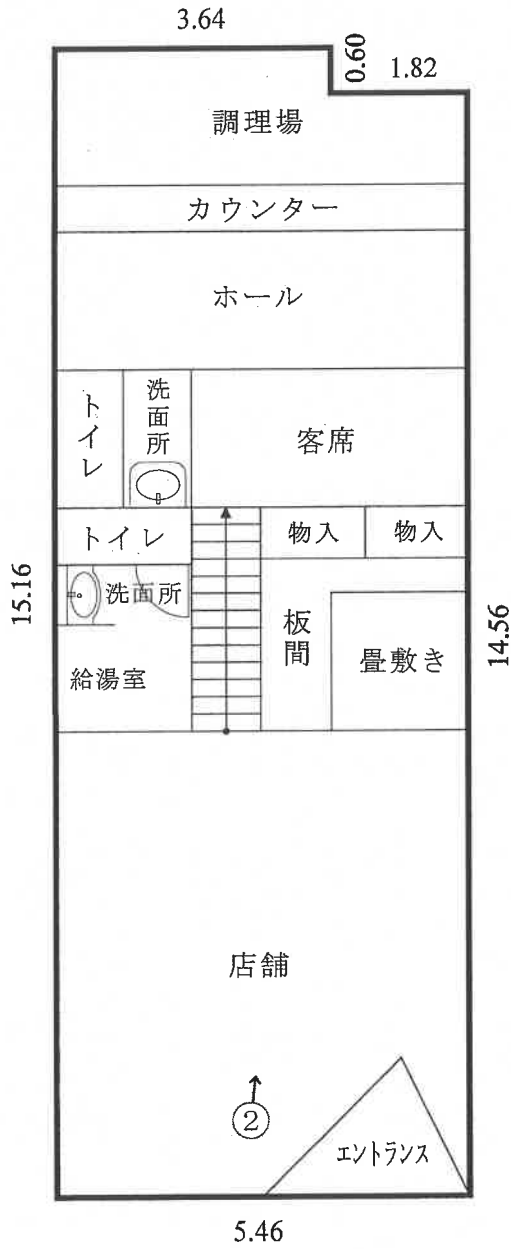 3.64
0.60
1.82
調理場
カウンター
ホール
トイレ
洗面所
客席
トイレ
物入
物入
洗面所
板間
畳敷き
給湯室
15.16
14.56
店舗
②
エントランス
5.46